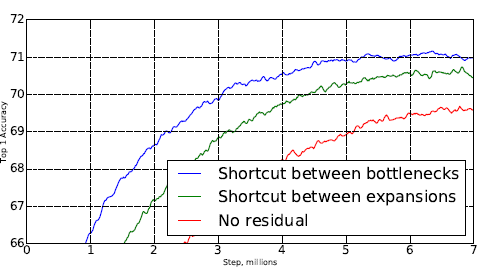 72
71
70
69
68
67
66
Top 1 Accuracy
Shortcut between bottlenecks
Shortcut between expansions
No residual
0 1 2 3 4 5 6 7
Step, millions